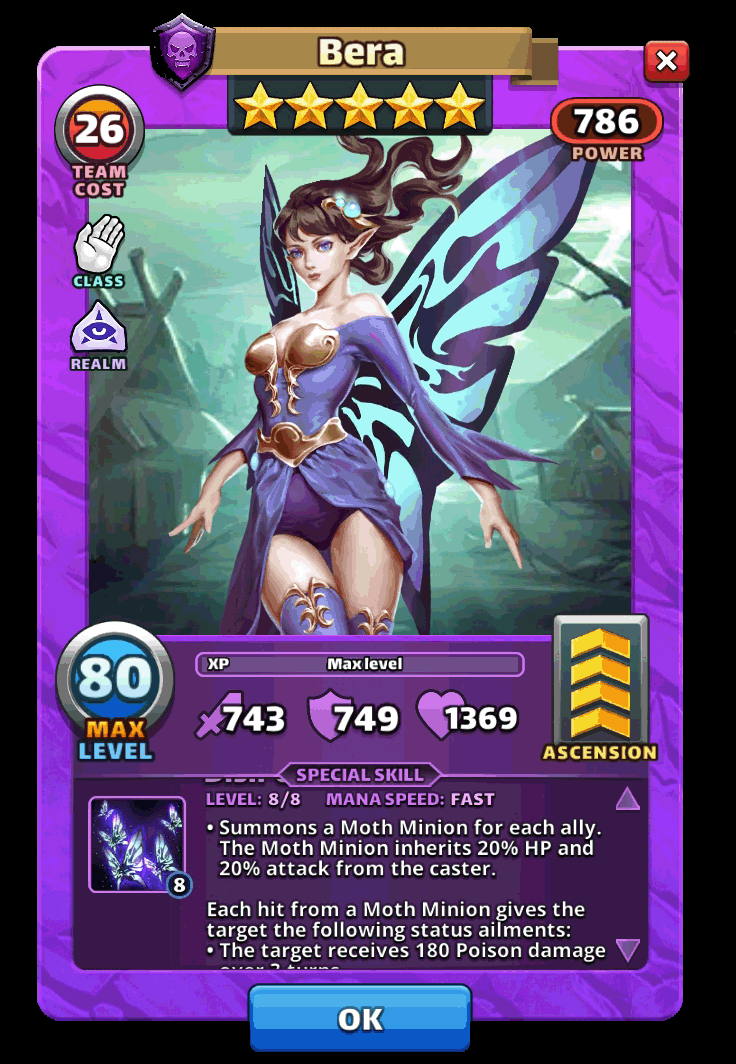 Bera
26
TEAM
COST
786
POWER
CLASS
REALM
80
MAX
LEVEL
XP Max level
743 749 1369
ASCENSION
SPECIAL SKILL
LEVEL: 8/8 MANA SPEED: FAST
8
• Summons a Moth Minion for each ally.
The Moth Minion inherits 20% HP and
20% attack from the caster.
Each hit from a Moth Minion gives the
target the following status ailments:
• The target receives 180 Poison damage
over 3 turns
OK